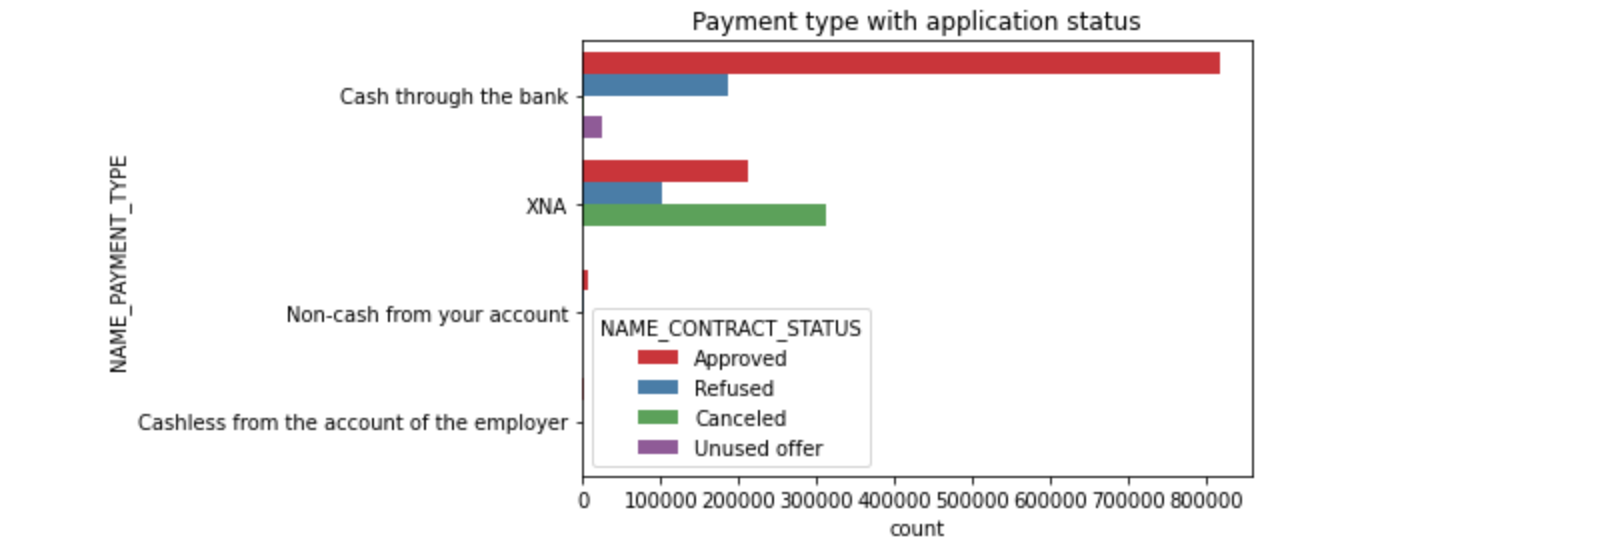 Payment type with application status
Cash through the bank
XNA
Non-cash from your account
Cashless from the account of the employer
NAME_PAYMENT_TYPE
NAME_CONTRACT_STATUS
Approved
Refused
Canceled
Unused offer
0 100000 200000 300000 400000 500000 600000 700000 800000
count